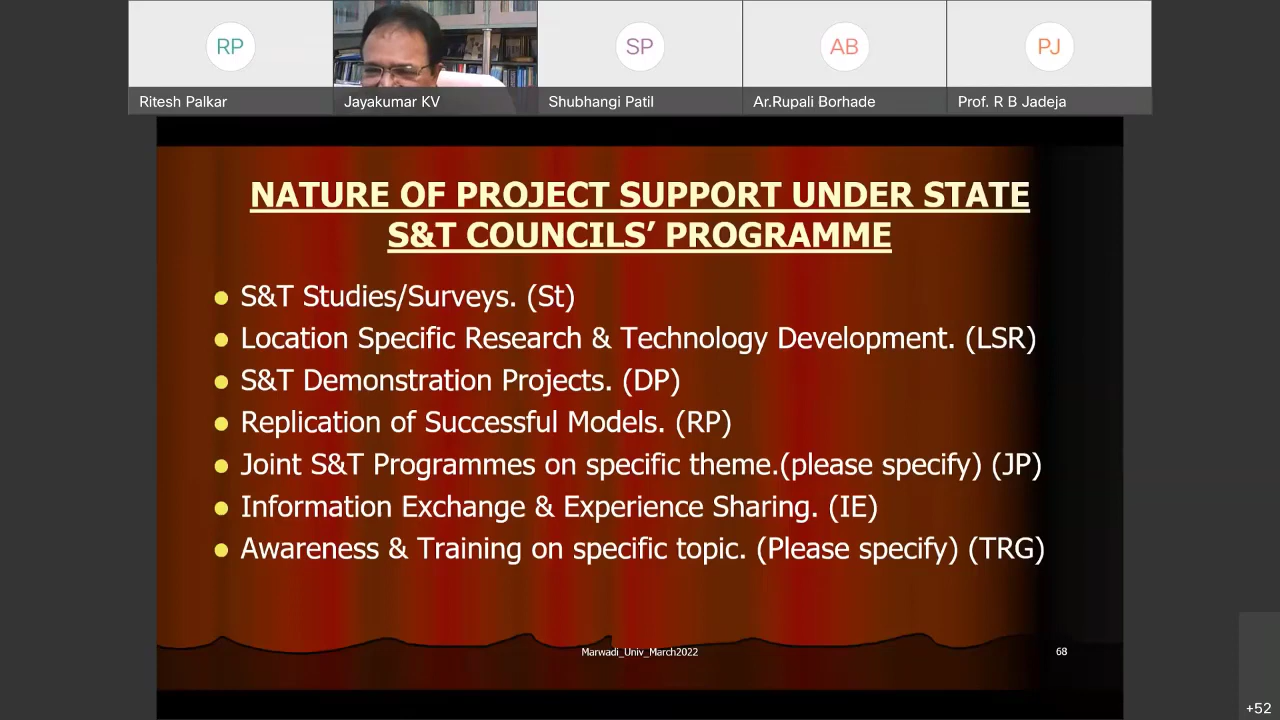 RP
SP
AB
PJ
Ritesh Palkar
Jayakumar KV
Shubhangi Patil
Ar.Rupali Borhade
Prof. R B Jadeja
NATURE OF PROJECT SUPPORT UNDER STATE
S&T COUNCILS’ PROGRAMME
S&T Studies/Surveys. (St)
Location Specific Research & Technology Development. (LSR)
S&T Demonstration Projects. (DP)
Replication of Successful Models. (RP)
Joint S&T Programmes on specific theme.(please specify) (JP)
Information Exchange & Experience Sharing. (IE)
Awareness & Training on specific topic. (Please specify) (TRG)
Marwadi_Univ_March2022
68
+52